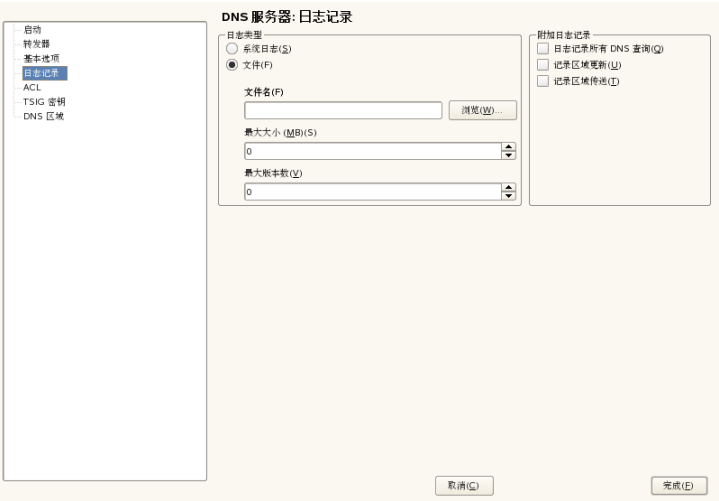 DNS 服务器: 日志记录
启动
转发器
基本选项
日志记录
ACL
TSIG 密钥
DNS 区域
日志类型
系统日志(S)
文件(F)
文件名(F)
浏览(W)...
最大大小 (MB)(S)
0
最大版本数(V)
0
附加日志记录
日志记录所有 DNS 查询(Q)
记录区域更新(U)
记录区域传送(T)
取消(C)
完成(F)